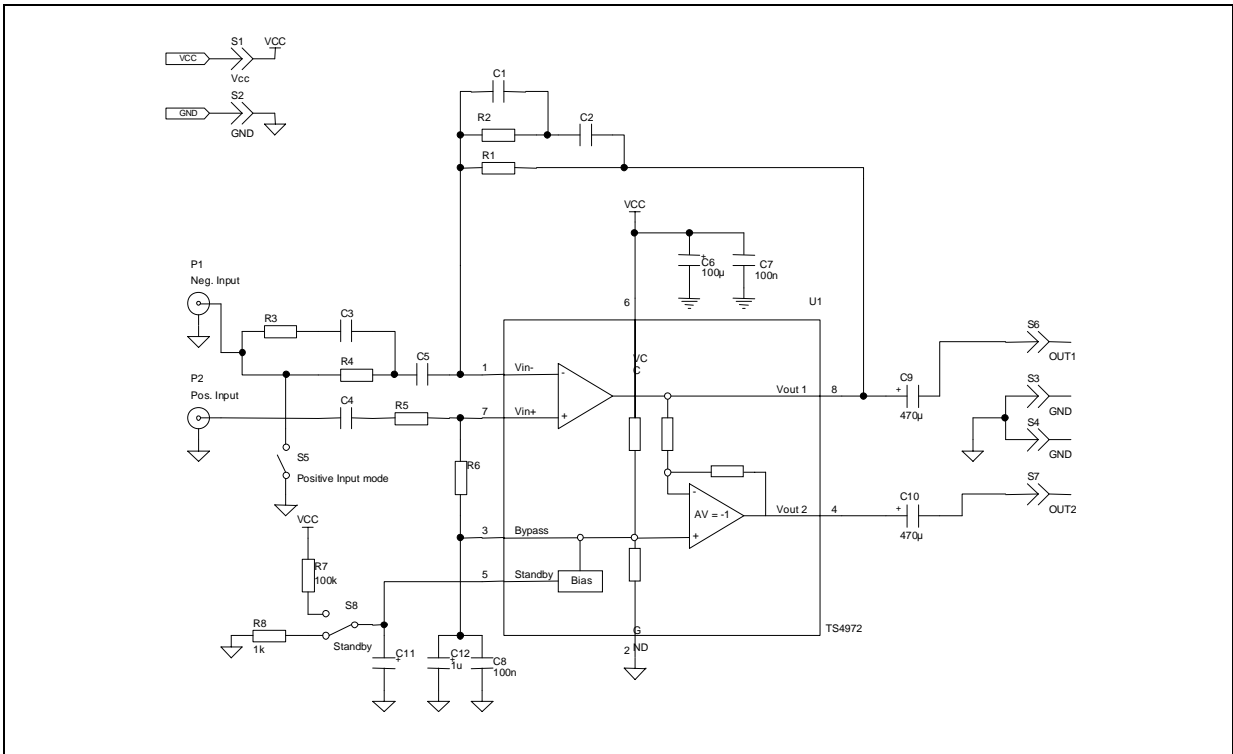 S1
VCC
VCC
Vcc
S2
GND
GND
C1
R2
C2
R1
VCC
C6
+
100µ
C7
100n
P1
Neg. Input
6
U1
R3
C3
S6
OUT1
VC
C
R4
C5
1
Vin-
-
P2
Pos. Input
C4
R5
7
Vin+
+
Vout 1
8
C9
+
470µ
S3
GND
S4
GND
S5
Positive Input mode
R6
S7
OUT2
C10
+
470µ
-
AV = -1
+
Vout 2
4
VCC
3
Bypass
R7
100k
5
Standby
Bias
S8
R8
1k
Standby
C11
+
C12
+
1u
C8
100n
G
ND
2
TS4972